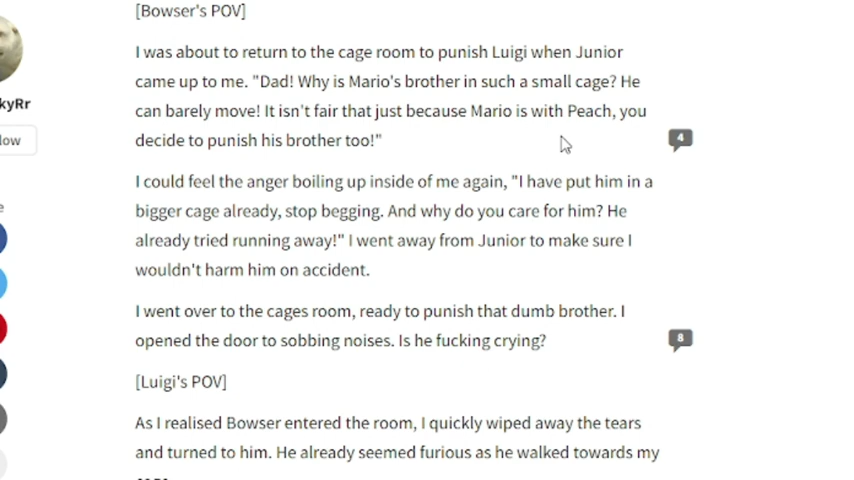 [Bowser's POV]
I was about to return to the cage room to punish Luigi when Junior
came up to me. "Dad! Why is Mario's brother in such a small cage? He
can barely move! It isn't fair that just because Mario is with Peach, you
decide to punish his brother too!"
4
I could feel the anger boiling up inside of me again, "I have put him in a
bigger cage already, stop begging. And why do you care for him? He
already tried running away!" I went away from Junior to make sure I
wouldn't harm him on accident.
I went over to the cages room, ready to punish that dumb brother. I
opened the door to sobbing noises. Is he fucking crying?
8
[Luigi's POV]
As I realised Bowser entered the room, I quickly wiped away the tears
and turned to him. He already seemed furious as he walked towards my
kyRr
low
e